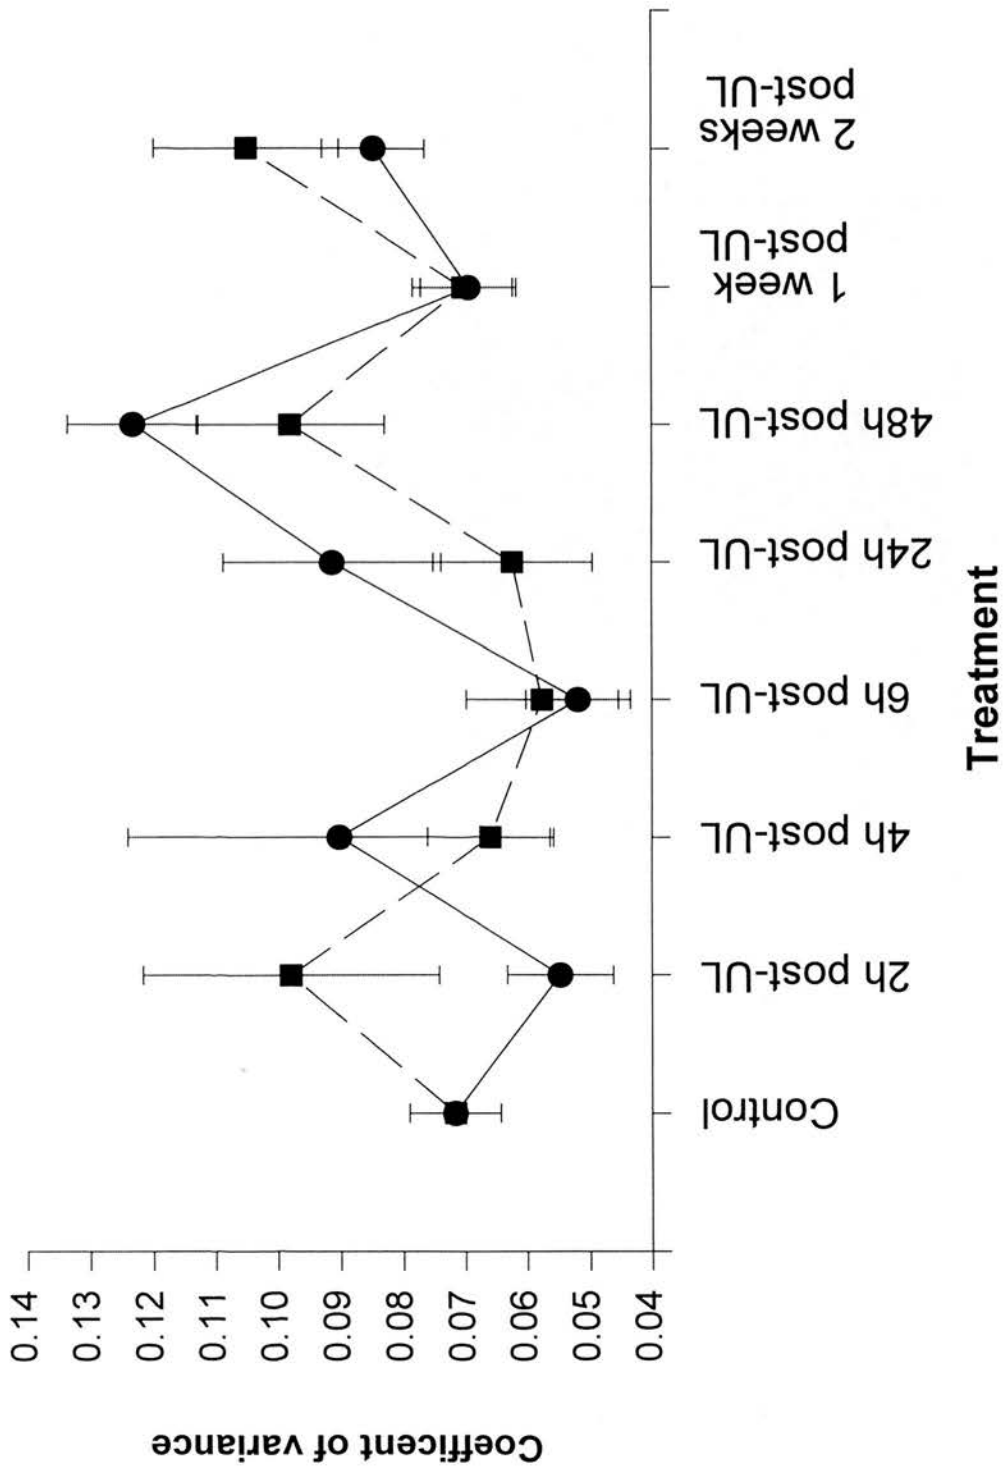 Coefficent of variance
0.14
0.13
0.12
0.11
0.10
0.09
0.08
0.07
0.06
0.05
0.04
Control
2h post-UL
4h post-UL
6h post-UL
24h post-UL
48h post-UL
1 week
post-UL
2 weeks
post-UL
Treatment